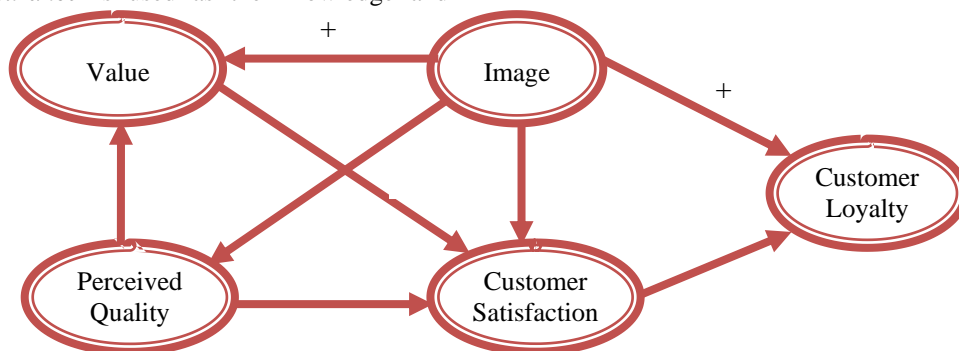 +
Value
Image
+
Customer
Loyalty
Perceived
Quality
Customer
Satisfaction